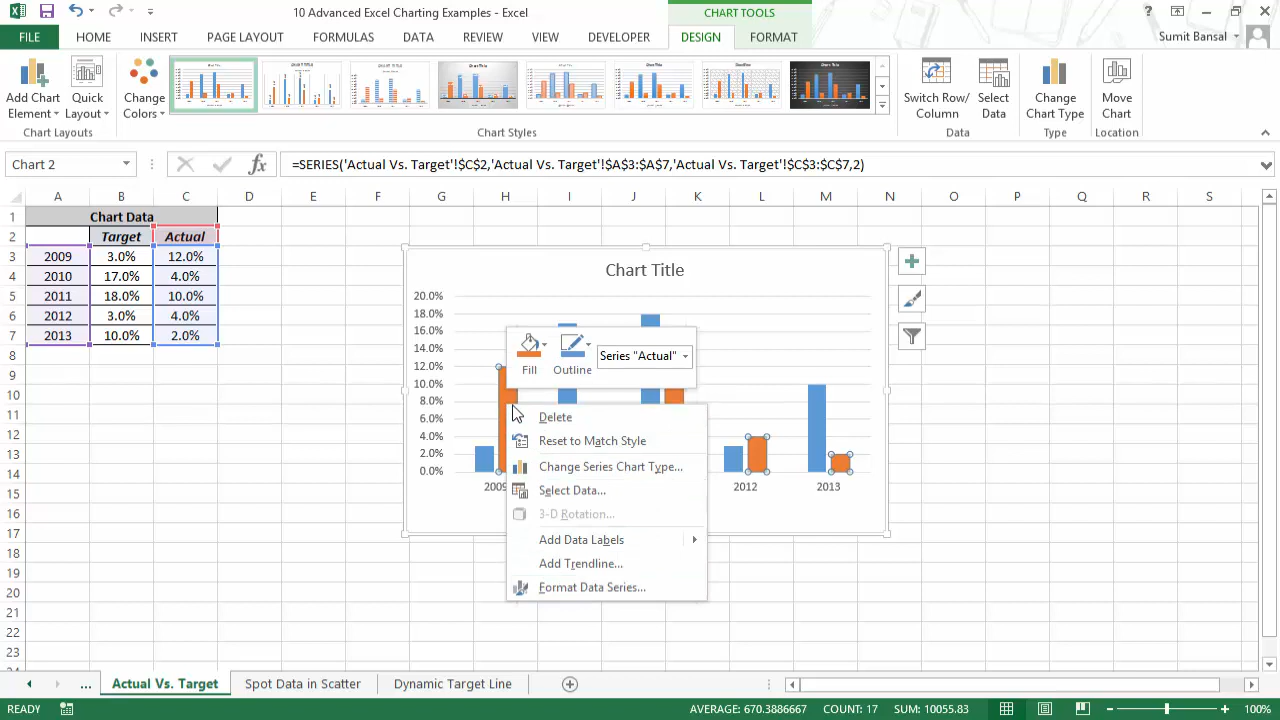 10 Advanced Excel Charting Examples - Excel
CHART TOOLS
FILE HOME INSERT PAGE LAYOUT FORMULAS DATA REVIEW VIEW DEVELOPER DESIGN FORMAT
Sumit Bansal
Add Chart Element
Quick Layout
Change Colors
Switch Row/ Column
Select Data
Change Chart Type
Move Chart
Chart Layouts
Chart Styles
Data
Type
Location
Chart 2
fx
=SERIES('Actual Vs. Target'!$C$2,'Actual Vs. Target'!$A$3:$A$7,'Actual Vs. Target'!$C$3:$C$7,2)
A B C D E F G H I J K L M N O P Q R S
1 Chart Data
2 Target Actual
3 2009 3.0% 12.0%
4 2010 17.0% 4.0%
5 2011 18.0% 10.0%
6 2012 3.0% 4.0%
7 2013 10.0% 2.0%
8
9
10
11
12
13
14
15
16
17
18
19
20
21
22
23
Chart Title
20.0%
18.0%
16.0%
14.0%
12.0%
10.0%
8.0%
6.0%
4.0%
2.0%
0.0%
2009
2012
2013
Fill
Outline
Series "Actual"
Delete
Reset to Match Style
Change Series Chart Type...
Select Data...
3-D Rotation...
Add Data Labels
Add Trendline...
Format Data Series...
... Actual Vs. Target Spot Data in Scatter Dynamic Target Line
READY
AVERAGE: 670.3886667 COUNT: 17 SUM: 10055.83
100%